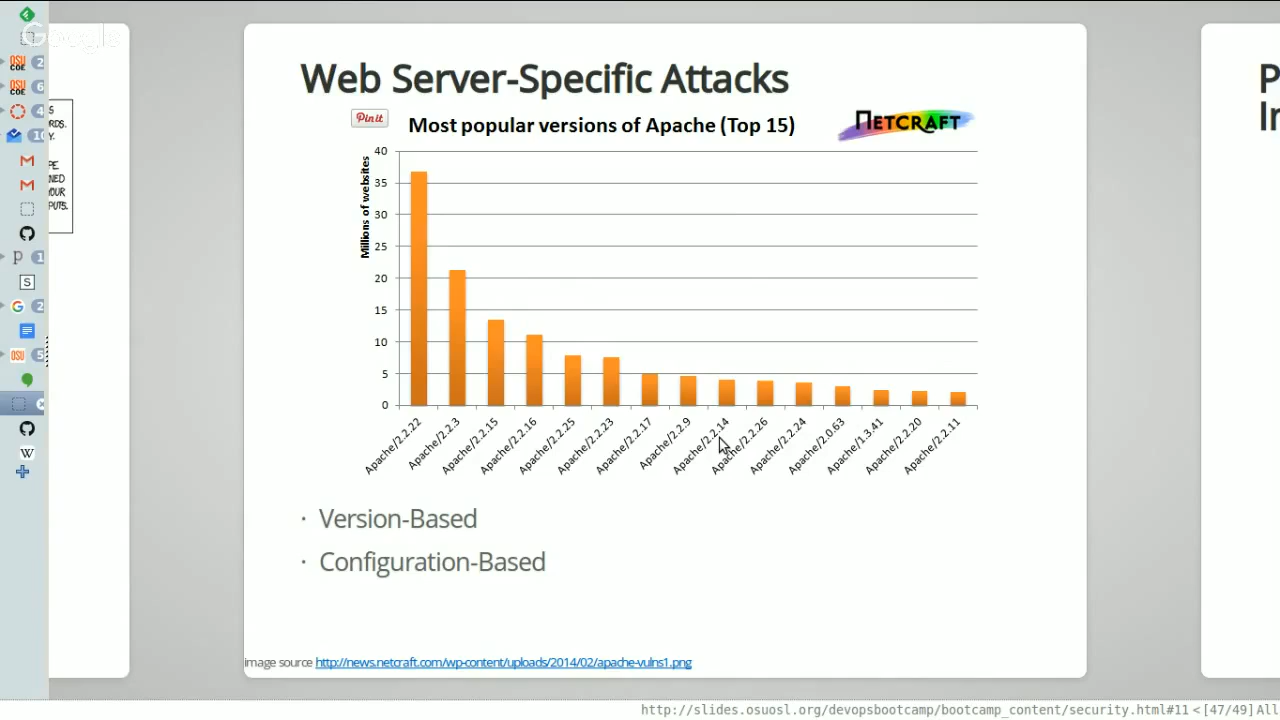 Google
Web Server-Specific Attacks
Pin it
Most popular versions of Apache (Top 15)
NETCRAFT
Millions of websites
40
35
30
25
20
15
10
5
0
Apache/2.2.22
Apache/2.2.3
Apache/2.2.15
Apache/2.2.16
Apache/2.2.25
Apache/2.2.23
Apache/2.2.17
Apache/2.2.9
Apache/2.2.14
Apache/2.2.26
Apache/2.2.24
Apache/2.0.63
Apache/1.3.41
Apache/2.2.20
Apache/2.2.11
· Version-Based
· Configuration-Based
image source http://news.netcraft.com/wp-content/uploads/2014/02/apache-vulns1.png
http://slides.osuosl.org/devopsbootcamp/bootcamp_content/security.html#11 < [47/49] All